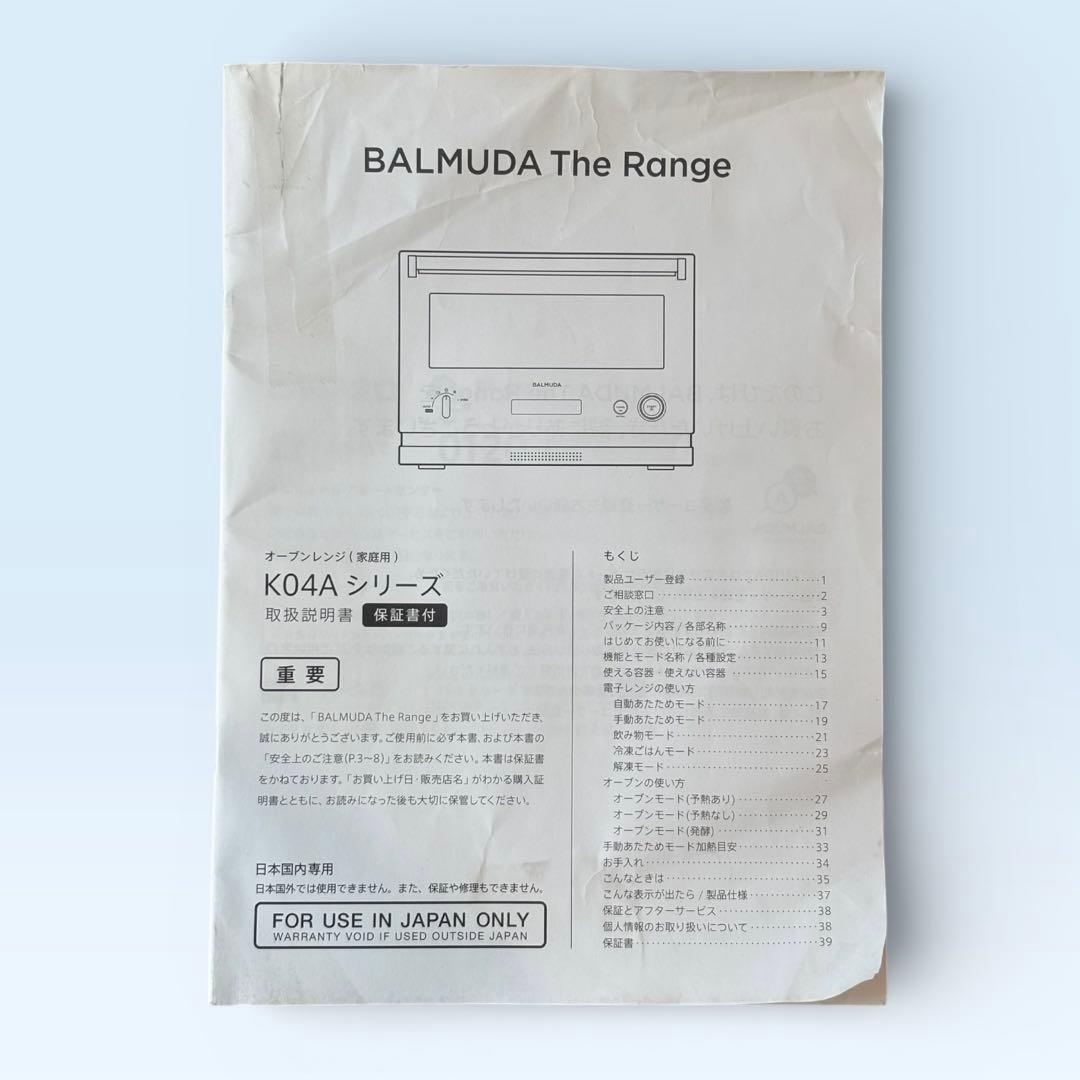 BALMUDA The Range
BALMUDA
オーブンレンジ(家庭用)
K04A シリーズ
取扱説明書 保証書付
重要
この度は、「BALMUDA The Range」をお買い上げいただき、
誠にありがとうございます。ご使用前に必ず本書、および本書の
「安全上のご注意(P.3〜8)」をお読みください。本書は保証書
をかねております。「お買い上げ日・販売店名」がわかる購入証
明書とともに、お読みになった後も大切に保管してください。
日本国内専用
日本国外では使用できません。また、保証や修理もできません。
FOR USE IN JAPAN ONLY
WARRANTY VOID IF USED OUTSIDE JAPAN
もくじ
製品ユーザー登録 1
ご相談窓口 2
安全上の注意 3
パッケージ内容 / 各部名称 9
はじめてお使いになる前に 11
機能とモード名称 / 各種設定 13
使える容器・使えない容器 15
電子レンジの使い方
自動あたためモード 17
手動あたためモード 19
飲み物モード 21
冷凍ごはんモード 23
解凍モード 25
オーブンの使い方
オーブンモード(予熱あり) 27
オーブンモード(予熱なし) 29
オーブンモード(発酵) 31
手動あたためモード加熱目安 33
お手入れ 34
こんなときは 35
こんな表示が出たら / 製品仕様 37
保証とアフターサービス 38
個人情報のお取り扱いについて 38
保証書 39